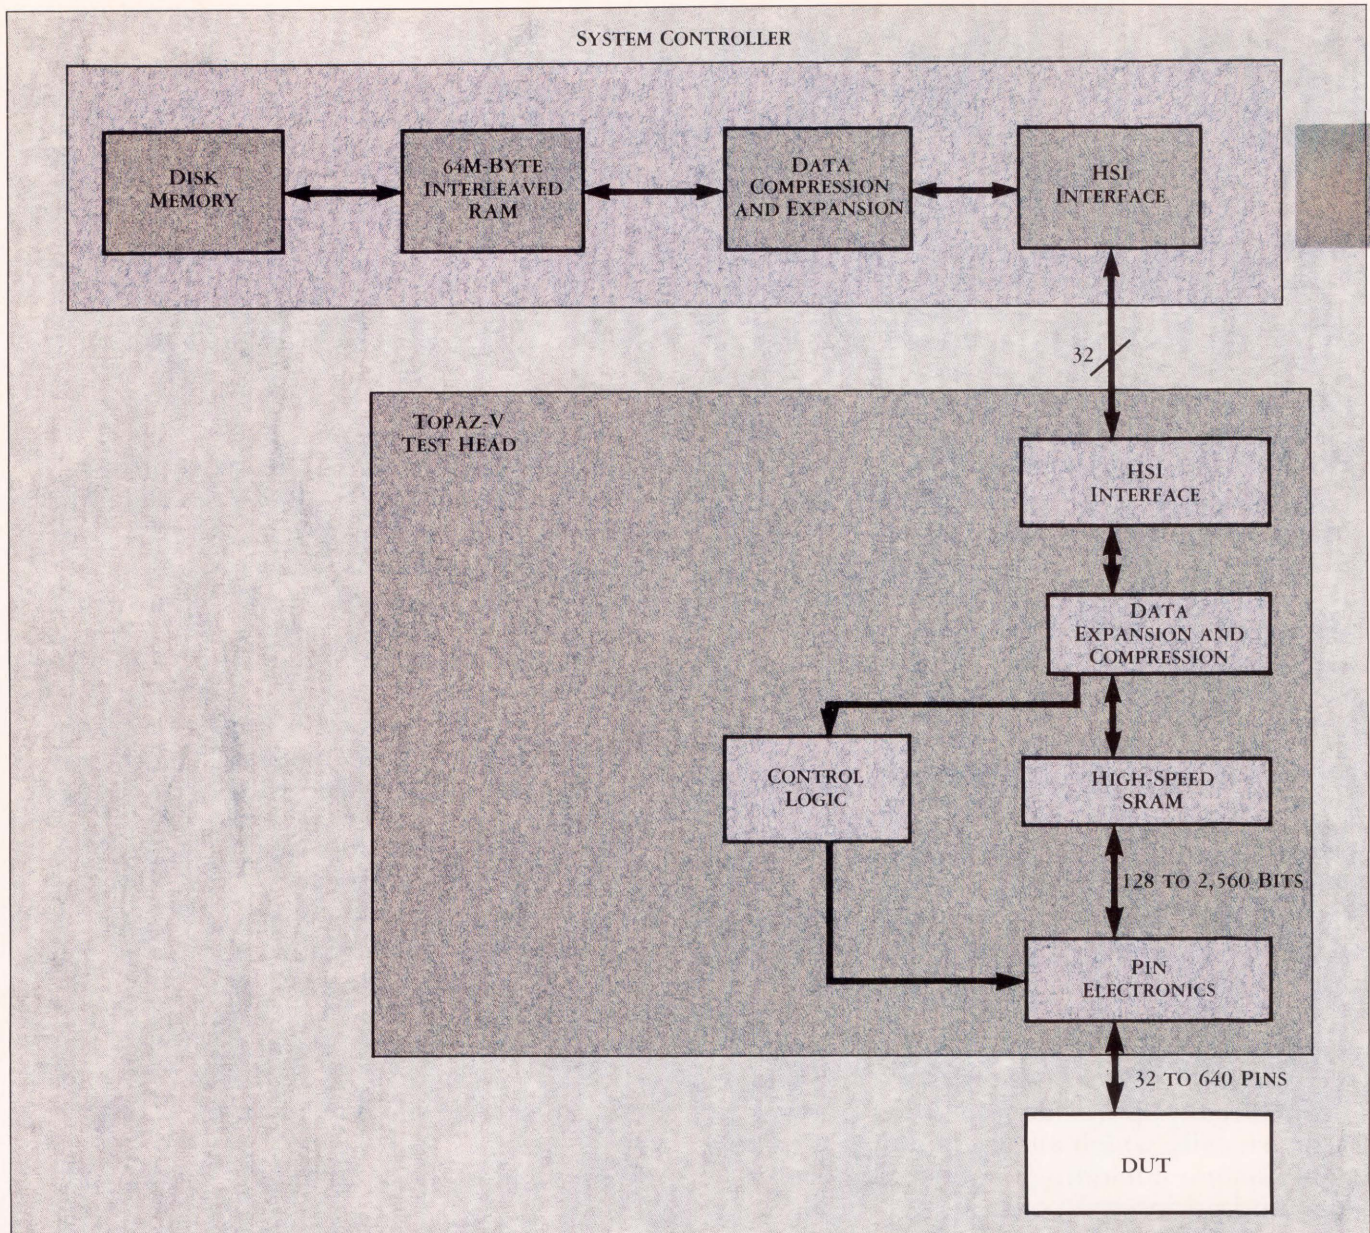 SYSTEM CONTROLLER
DISK
MEMORY
64M-BYTE
INTERLEAVED
RAM
DATA
COMPRESSION
AND EXPANSION
HSI
INTERFACE
32
TOPAZ-V
TEST HEAD
HSI
INTERFACE
DATA
EXPANSION AND
COMPRESSION
CONTROL
LOGIC
HIGH-SPEED
SRAM
128 TO 2,560 BITS
PIN
ELECTRONICS
32 TO 640 PINS
DUT